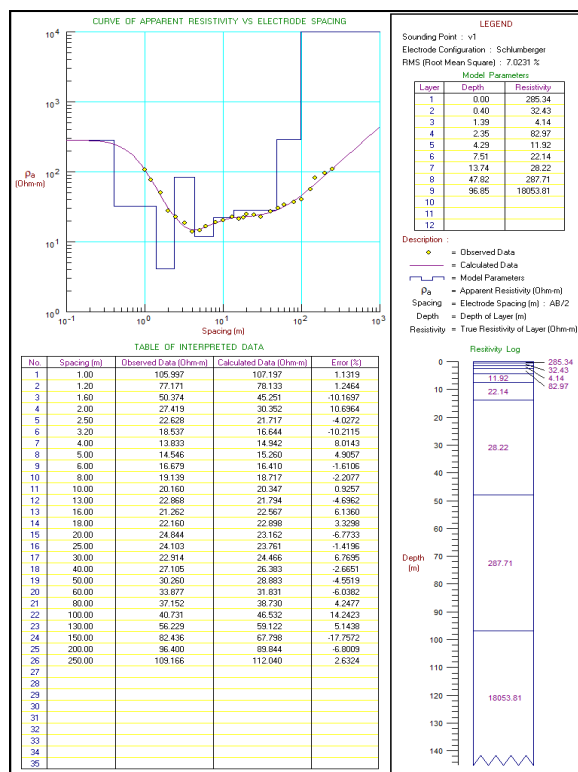 CURVE OF APPARENT RESISTIVITY VS ELECTRODE SPACING
10^4
10^3
10^2
10^1
10^0
ρa
(Ohm-m)
10^-1 10^0 10^1 10^2 10^3
Spacing (m)
TABLE OF INTERPRETED DATA
No. Spacing (m) Observed Data (Ohm-m) Calculated Data (Ohm-m) Error (%)
1 1.00 105.997 107.197 1.1319
2 1.20 77.171 78.133 1.2464
3 1.60 50.374 45.251 -10.1697
4 2.00 27.419 30.352 10.6964
5 2.50 22.628 21.717 -4.0272
6 3.20 18.537 16.644 -10.2115
7 4.00 13.833 14.942 8.0143
8 5.00 14.546 15.260 4.9057
9 6.00 16.679 16.410 -1.6106
10 8.00 19.139 18.717 -2.2077
11 10.00 20.160 20.347 0.9257
12 13.00 22.868 21.794 -4.6962
13 16.00 21.262 22.567 6.1360
14 18.00 22.160 22.898 3.3298
15 20.00 24.844 23.162 -6.7733
16 25.00 24.103 23.761 -1.4196
17 30.00 22.914 24.466 6.7695
18 40.00 27.105 26.383 -2.6651
19 50.00 30.260 28.883 -4.5519
20 60.00 33.877 31.831 -6.0382
21 80.00 37.152 38.730 4.2477
22 100.00 40.731 46.532 14.2423
23 130.00 56.229 59.122 5.1438
24 150.00 82.436 67.798 -17.7572
25 200.00 96.400 89.844 -6.8009
26 250.00 109.166 112.040 2.6324
27
28
29
30
31
32
33
34
35
LEGEND
Sounding Point : v1
Electrode Configuration : Schlumberger
RMS (Root Mean Square) : 7.0231 %
Model Parameters
Layer Depth Resistivity
1 0.00 285.34
2 0.40 32.43
3 1.39 4.14
4 2.35 82.97
5 4.29 11.92
6 7.51 22.14
7 13.74 28.22
8 47.82 287.71
9 96.85 18053.81
10
11
12
Description :
= Observed Data
= Calculated Data
= Model Parameters
ρa = Apparent Resistivity (Ohm-m)
Spacing = Electrode Spacing (m) : AB/2
Depth = Depth of Layer (m)
Resistivity = True Resistivity of Layer (Ohm-m)
Resitivity Log
0
10
20
30
40
50
60
70
80
90
100
110
120
130
140
Depth
(m)
285.34
32.43
4.14
82.97
11.92
22.14
28.22
287.71
18053.81